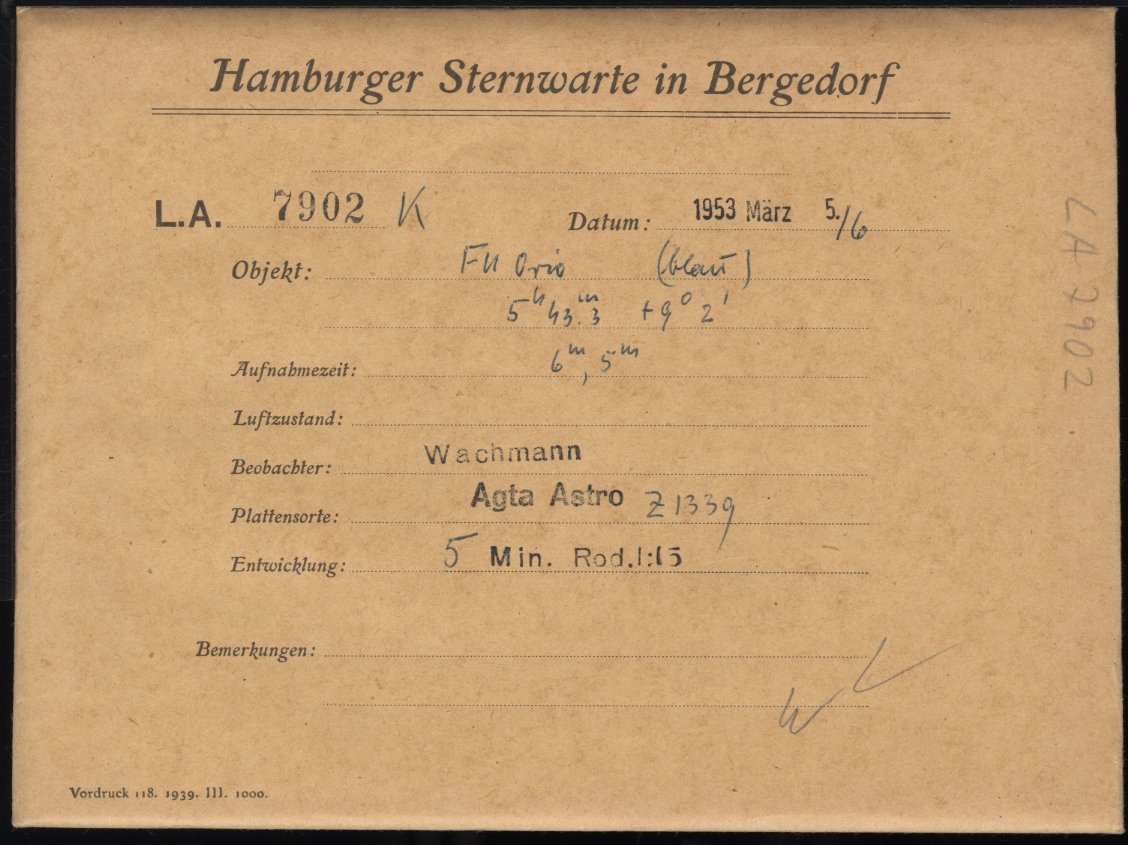 Hamburger Sternwarte in Bergedorf
L.A. 7902 K Datum: 1953 März 5./6
Objekt: FU Orio (blau)
5ʰ 43.ᵐ3 +9° 2'
Aufnahmezeit: 6ᵐ, 5ᵐ
Luftzustand:
Beobachter: Wachmann
Plattensorte: Agfa Astro Z 1339
Entwicklung: 5 Min. Rod. 1:15
Bemerkungen:
Vordruck 118. 1939. III. 1000.
LA 7902